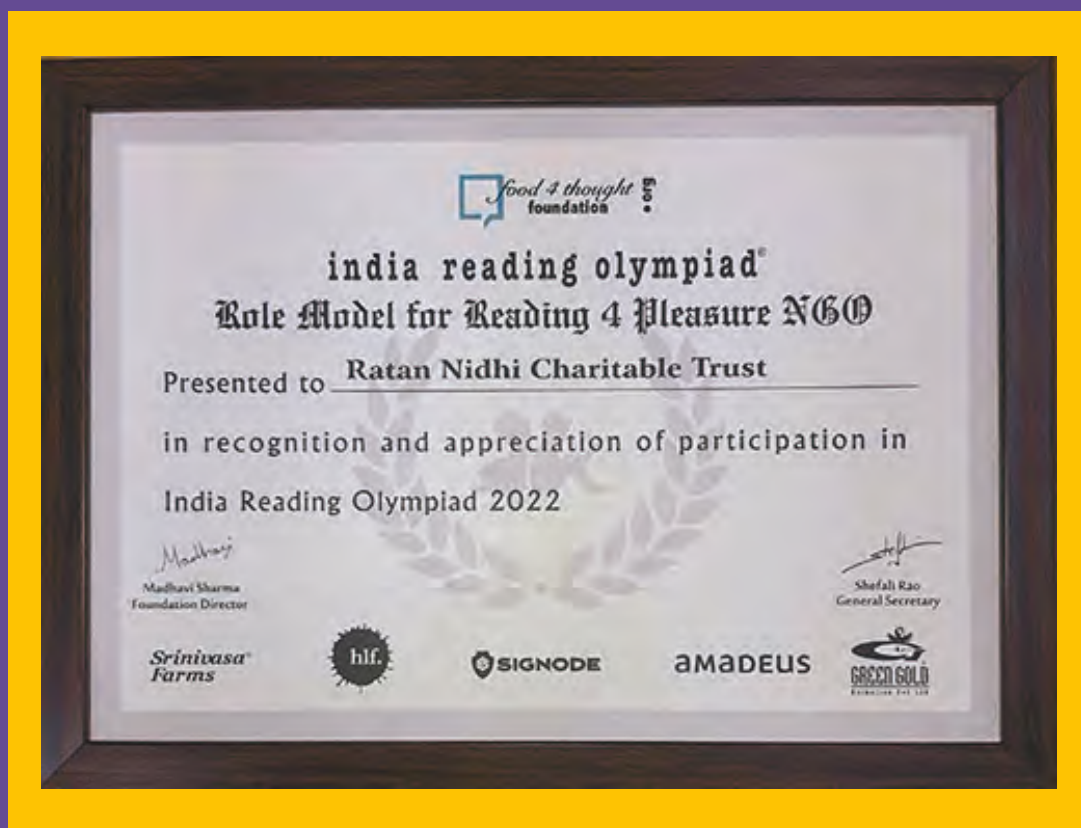 food 4 thought
foundation .org
india reading olympiad®
Role Model for Reading 4 Pleasure NGO
Presented to Ratan Nidhi Charitable Trust
in recognition and appreciation of participation in
India Reading Olympiad 2022
Madhavi
Madhavi Sharma
Foundation Director
Shefali Rao
General Secretary
Srinivasa
Farms
hlf.
SIGNODE
aMaDEUS
GREEN GOLD